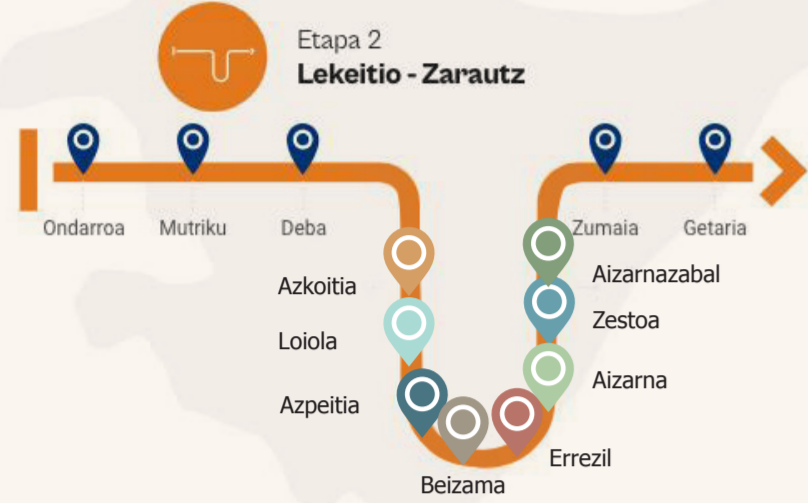 Etapa 2
Lekeitio - Zarautz
Ondarroa
Mutriku
Deba
Azkoitia
Loiola
Azpeitia
Beizama
Errezil
Aizarna
Zestoa
Aizarnazabal
Zumaia
Getaria